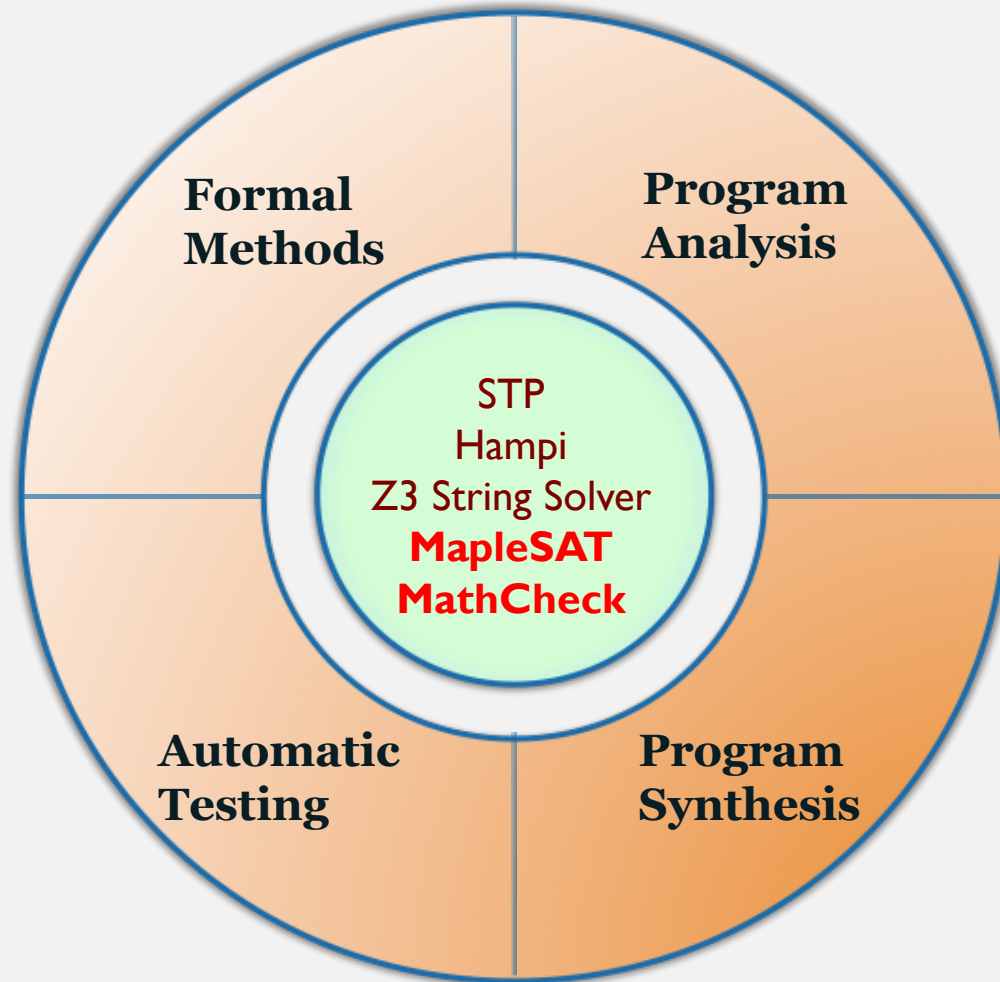 Formal
Methods
Program
Analysis
STP
Hampi
Z3 String Solver
MapleSAT
MathCheck
Automatic
Testing
Program
Synthesis